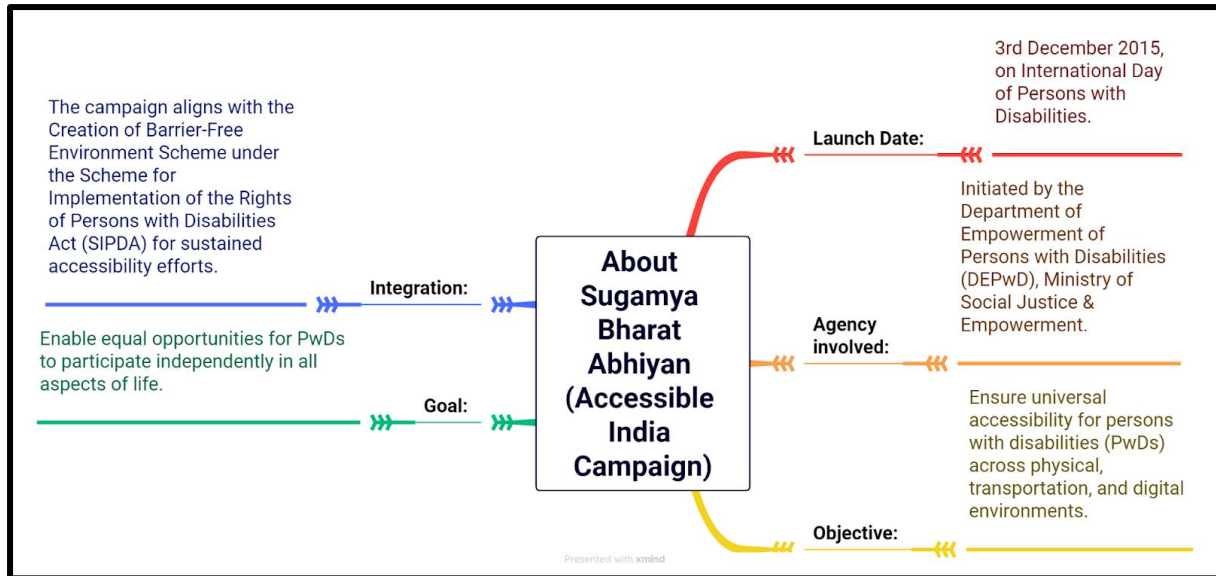 About
Sugamya
Bharat
Abhiyan
(Accessible
India
Campaign)
Launch Date:
3rd December 2015,
on International Day
of Persons with
Disabilities.
Agency
involved:
Initiated by the
Department of
Empowerment of
Persons with Disabilities
(DEPwD), Ministry of
Social Justice &
Empowerment.
Objective:
Ensure universal
accessibility for persons
with disabilities (PwDs)
across physical,
transportation, and digital
environments.
Goal:
Enable equal opportunities for PwDs
to participate independently in all
aspects of life.
Integration:
The campaign aligns with the
Creation of Barrier-Free
Environment Scheme under
the Scheme for
Implementation of the Rights
of Persons with Disabilities
Act (SIPDA) for sustained
accessibility efforts.
Presented with xmind